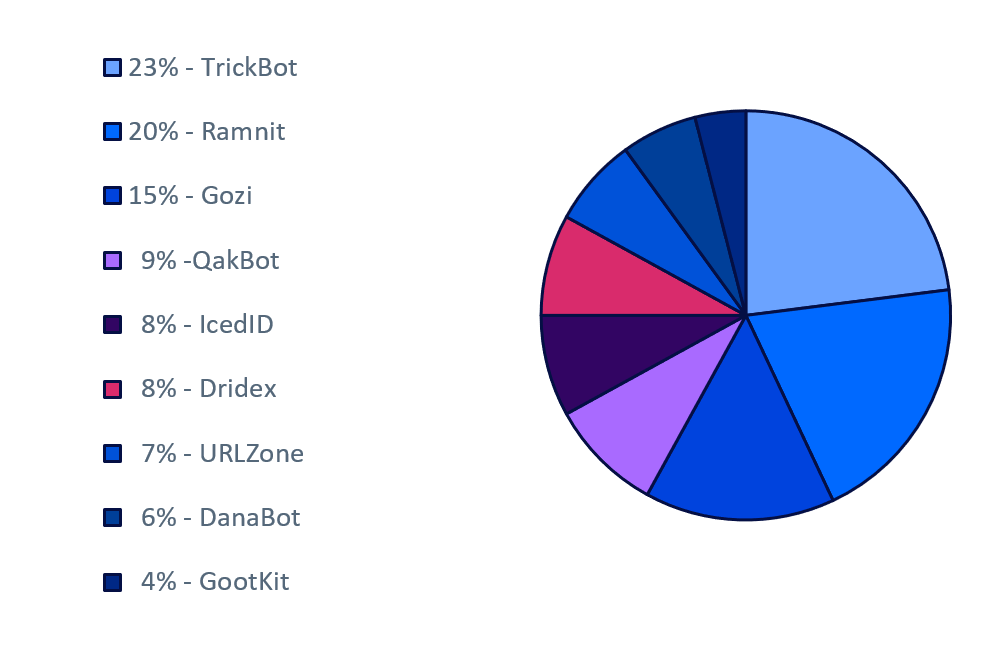 23% - TrickBot
20% - Ramnit
15% - Gozi
9% -QakBot
8% - IcedID
8% - Dridex
7% - URLZone
6% - DanaBot
4% - GootKit